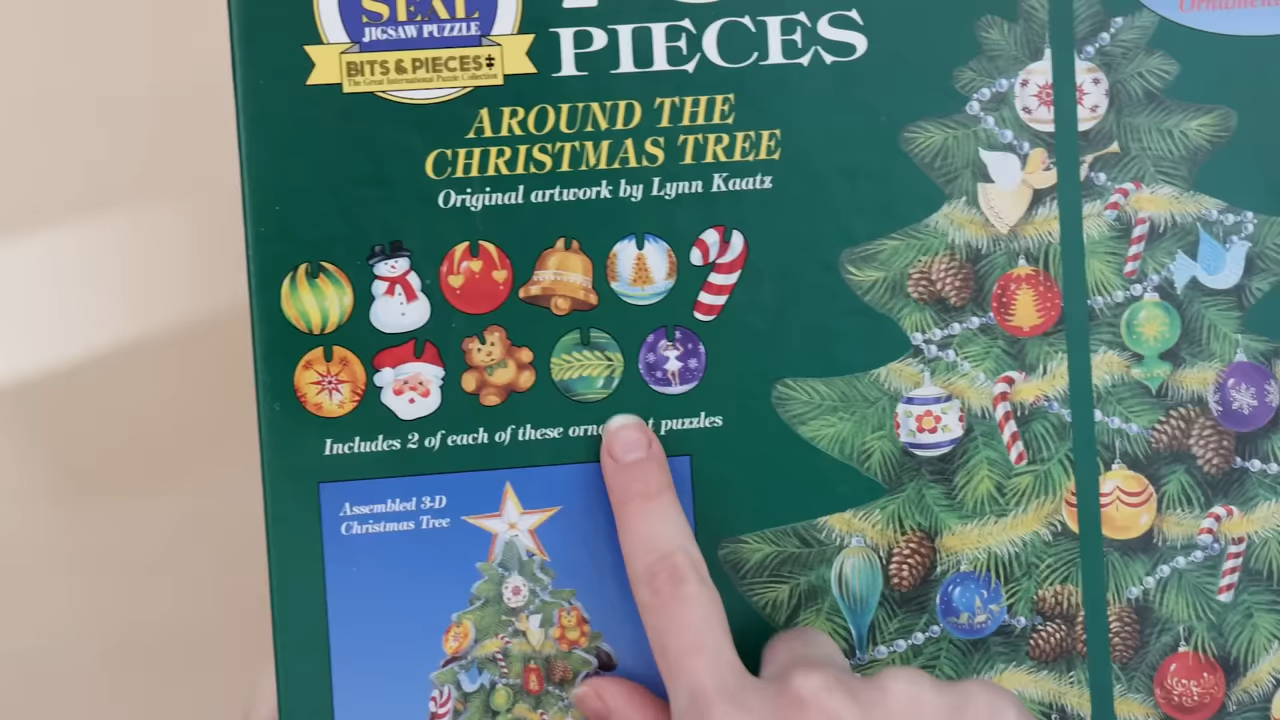 SEAL
JIGSAW PUZZLE
BITS & PIECES
The Great International Puzzle Collection
PIECES
AROUND THE
CHRISTMAS TREE
Original artwork by Lynn Kaatz
Includes 2 of each of these puzzles
Assembled 3-D
Christmas Tree